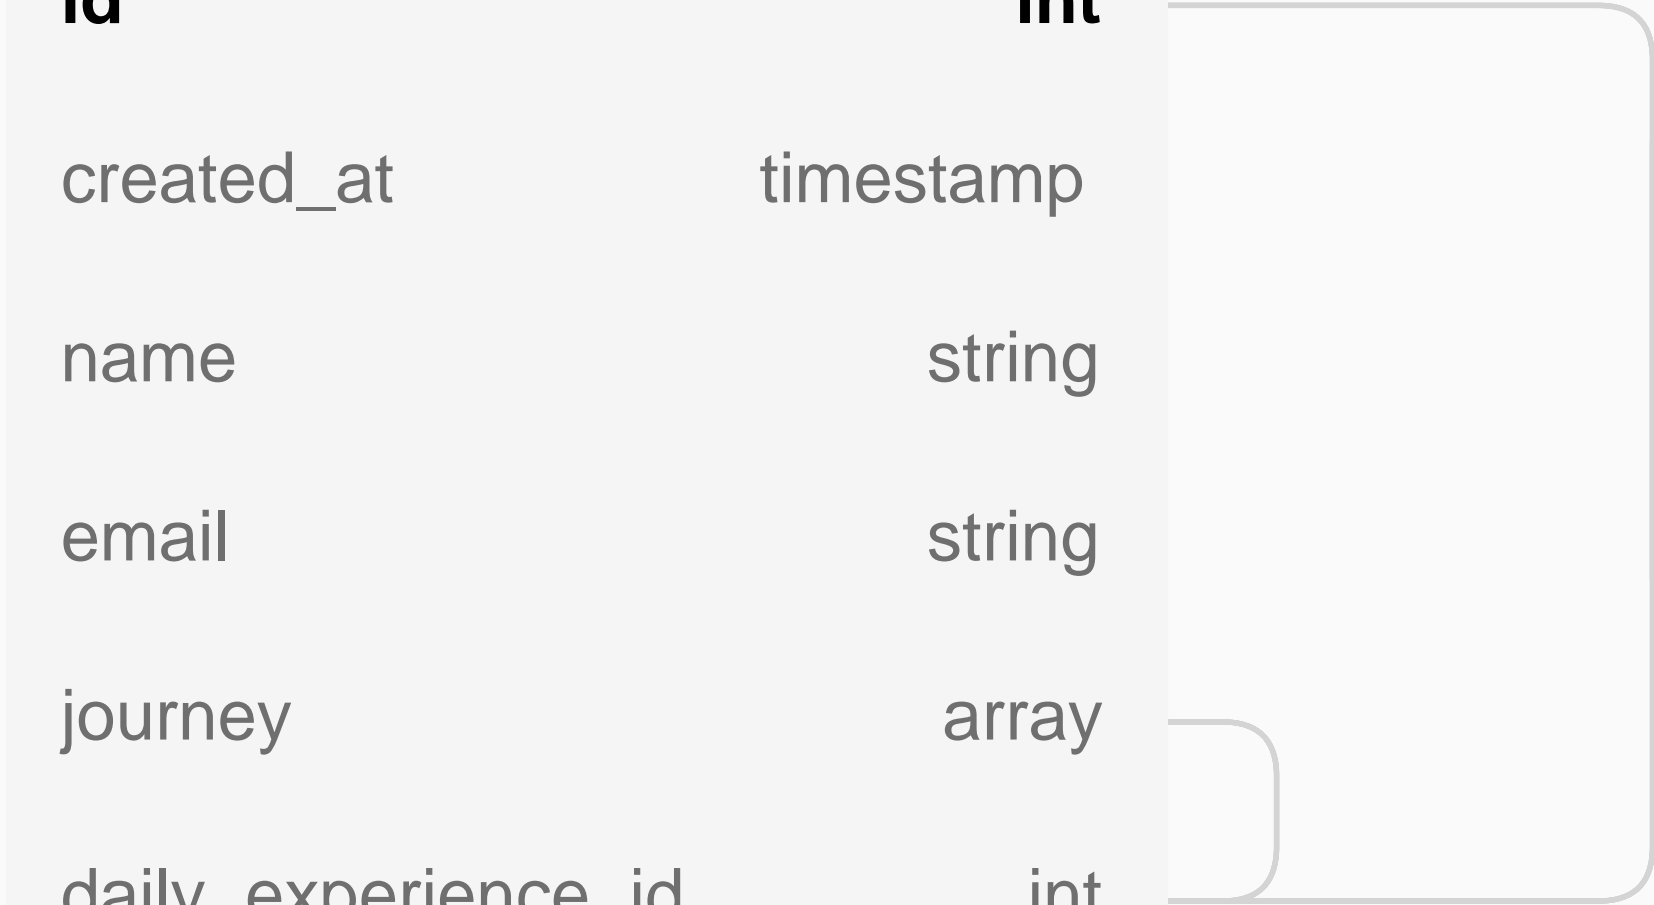 id int
created_at timestamp
name string
email string
journey array
daily_experience_id int